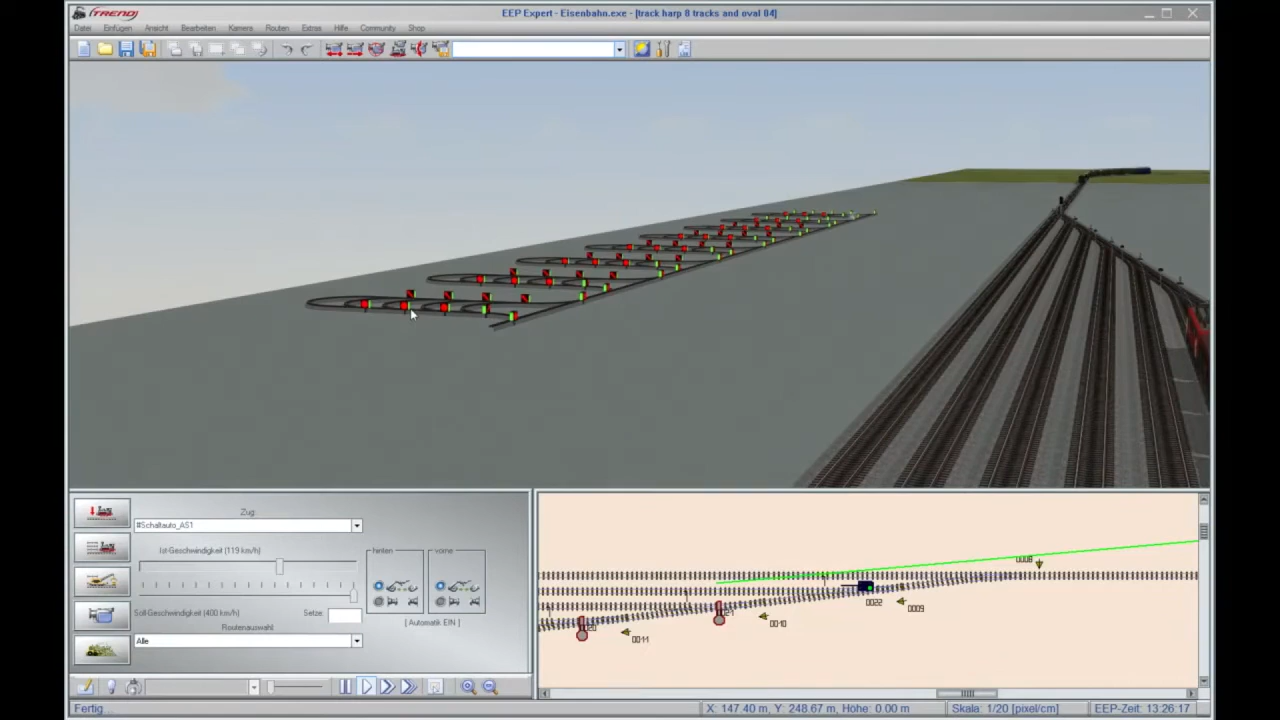 TREND
EEP Expert - Eisenbahn.exe - [track harp 8 tracks and oval 04]
Datei Einfügen Ansicht Bearbeiten Kamera Routen Extras Hilfe Community Shop
Zug:
#Schaltauto_AS1
Ist-Geschwindigkeit (119 km/h)
hinten
vorne
Soll-Geschwindigkeit (400 km/h)
Setze:
[ Automatik EIN ]
Routenauswahl:
Alle
0008
0022
0009
0010
0011
Fertig...
X: 147.40 m, Y: 248.67 m, Höhe: 0.00 m
Skala: 1/20 [pixel/cm]
EEP-Zeit: 13:26:17